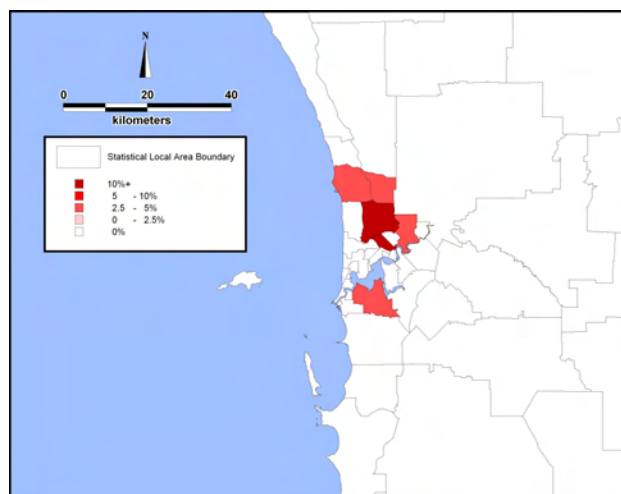 N
0 20 40
kilometers
Statistical Local Area Boundary
10%+
5 - 10%
2.5 - 5%
0 - 2.5%
0%